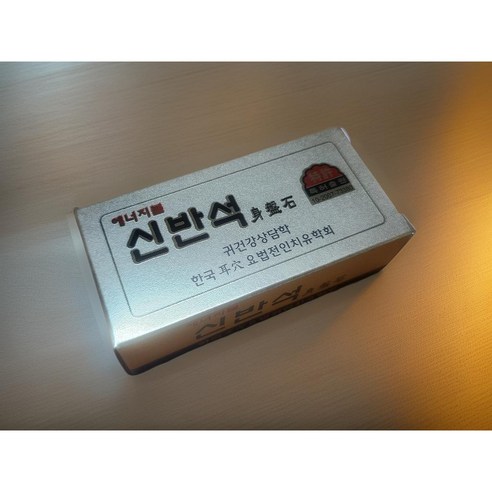 에너지볼
신반석 身盤石
귀건강상담학
한국 耳穴 요법전인치유학회
신반석